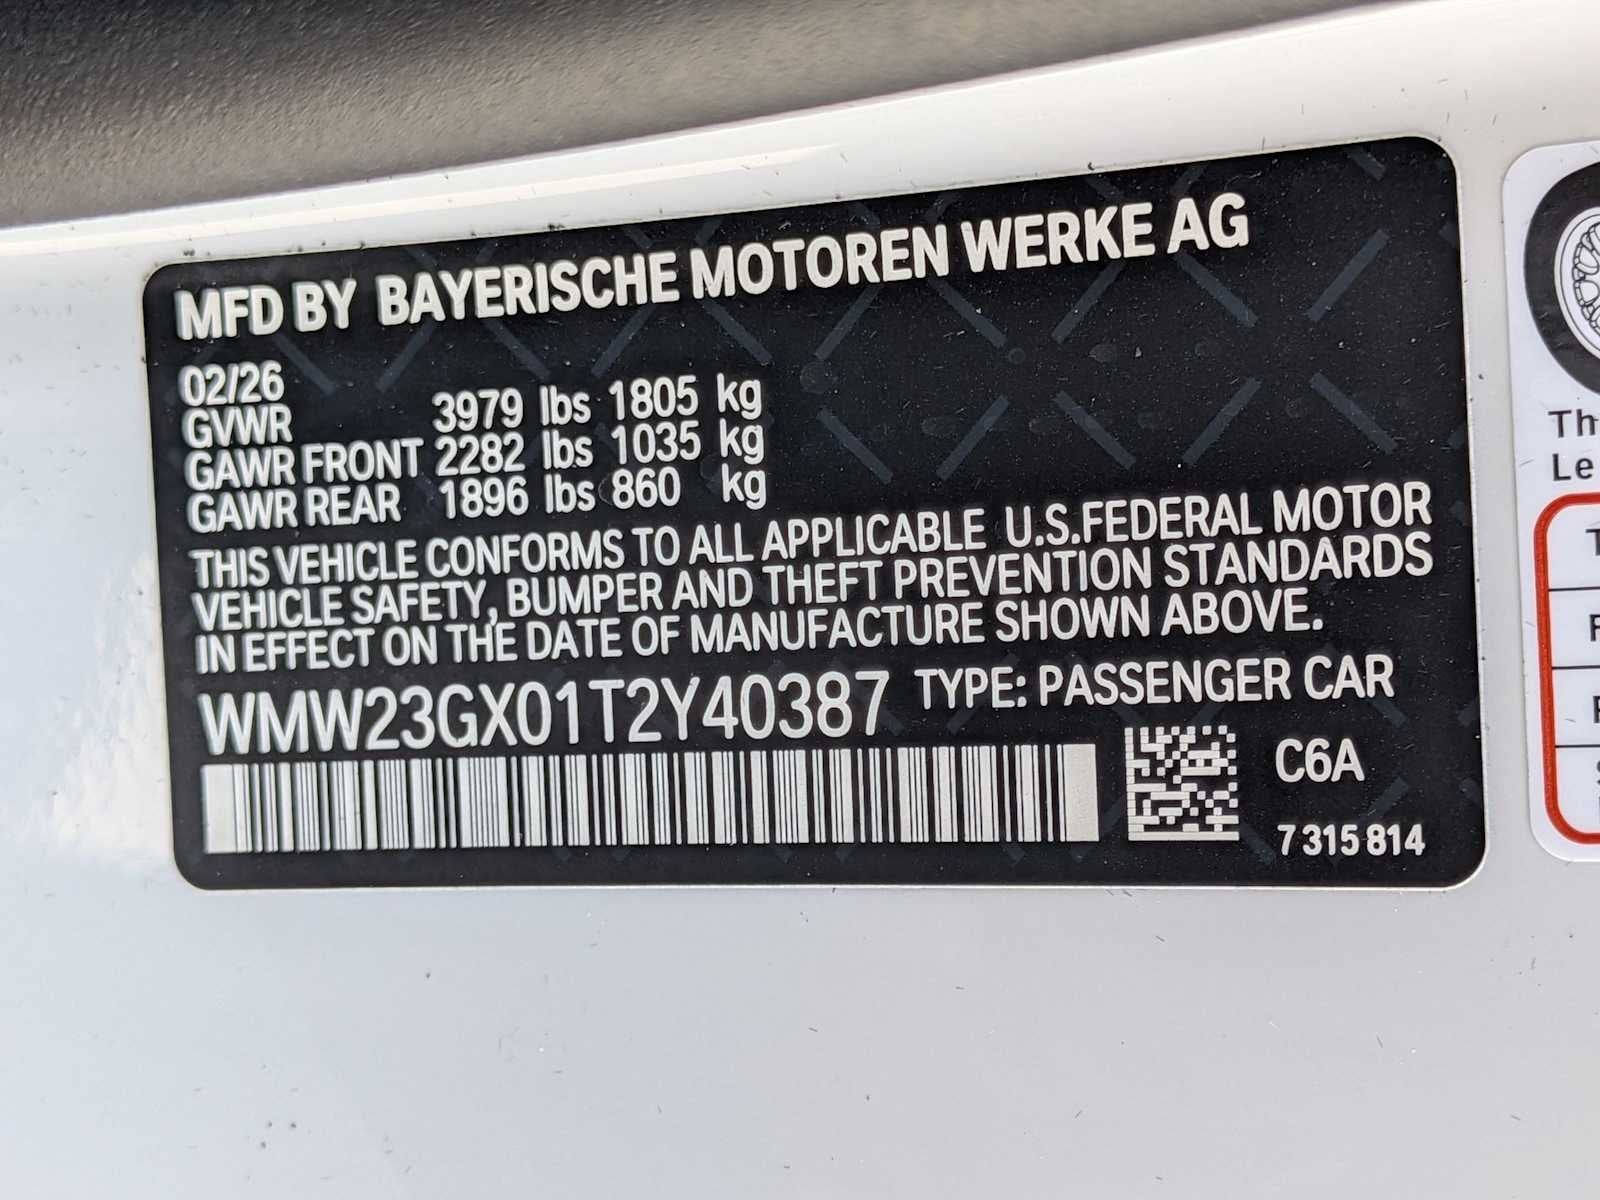 MFD BY BAYERISCHE MOTOREN WERKE AG
02/26
GVWR 3979 lbs 1805 kg
GAWR FRONT 2282 lbs 1035 kg
GAWR REAR 1896 lbs 860 kg
THIS VEHICLE CONFORMS TO ALL APPLICABLE U.S.FEDERAL MOTOR
VEHICLE SAFETY, BUMPER AND THEFT PREVENTION STANDARDS
IN EFFECT ON THE DATE OF MANUFACTURE SHOWN ABOVE.
WMW23GX01T2Y40387 TYPE: PASSENGER CAR
C6A
7 315 814